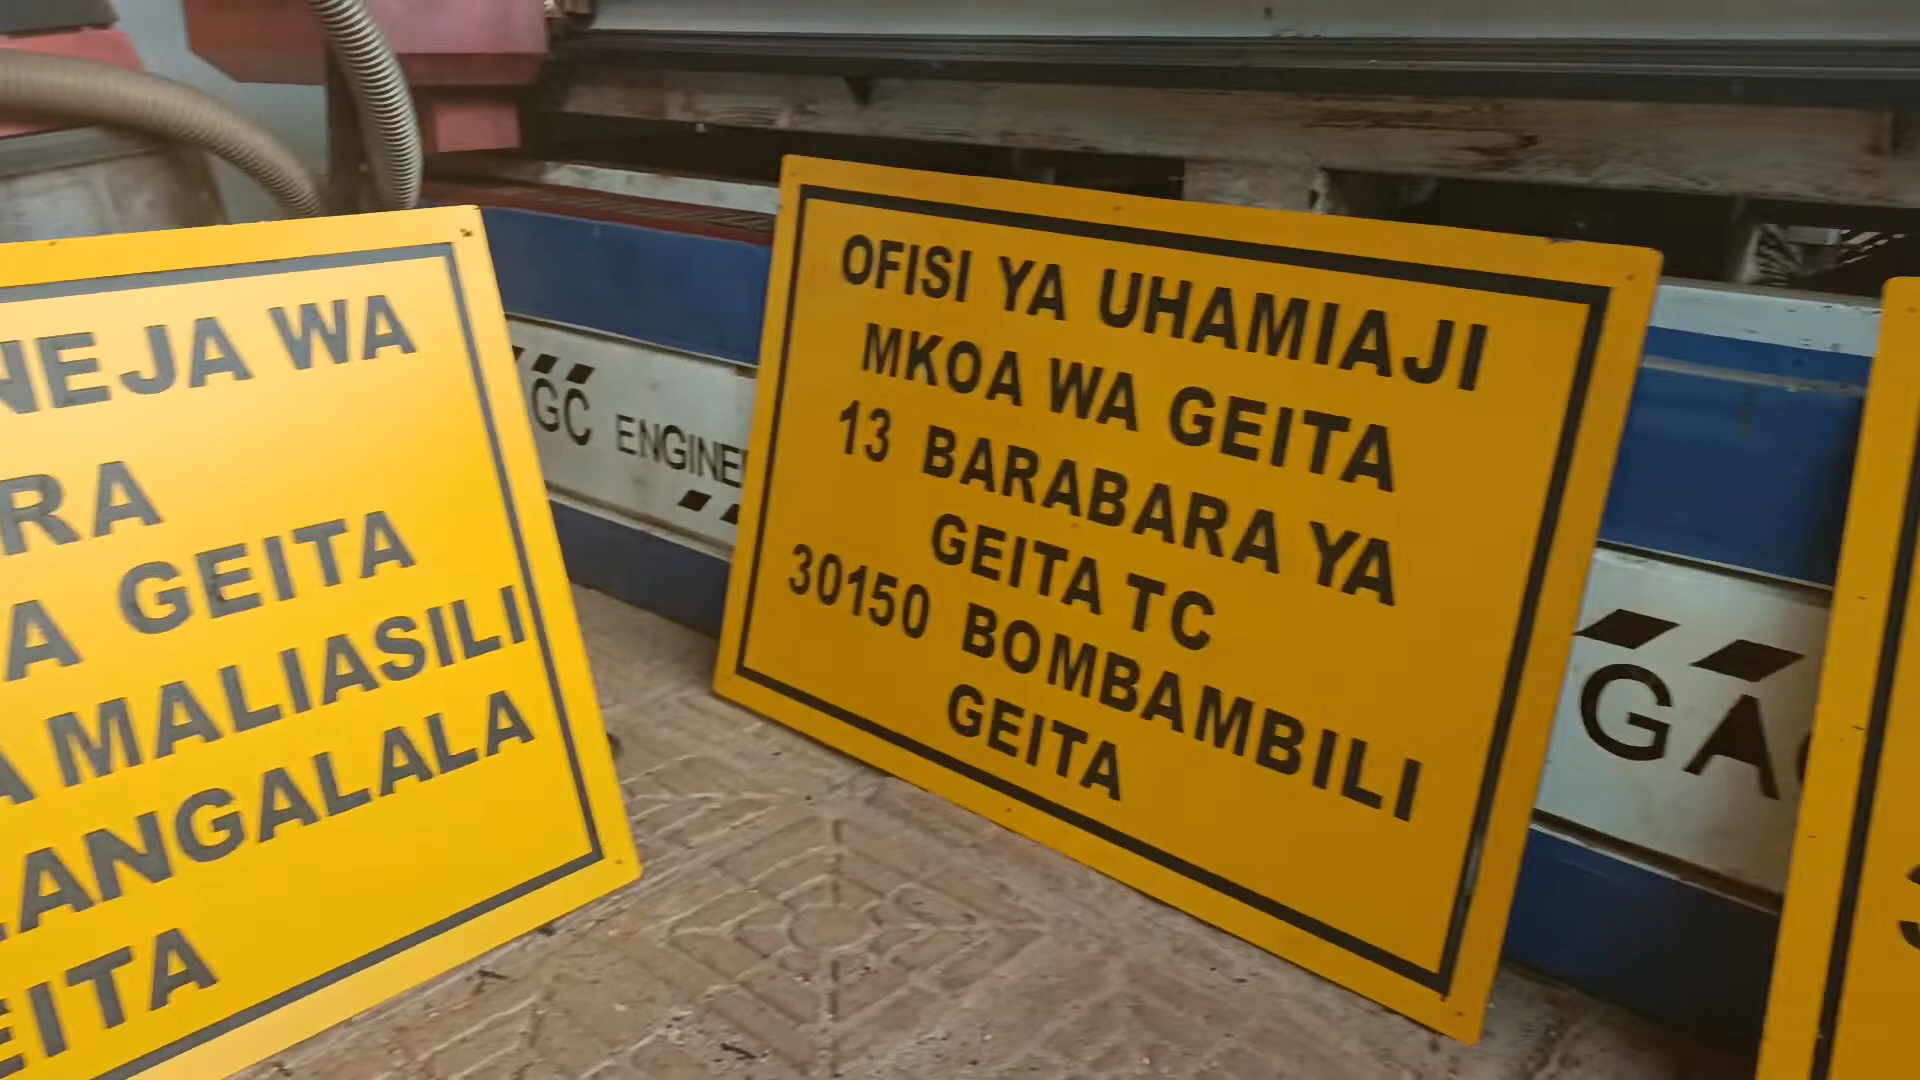 NEJA WA
RA
A GEITA
A MALIASILI
LANGALALA
EITA
GC ENGINE
OFISI YA UHAMIAJI
MKOA WA GEITA
13 BARABARA YA
GEITA TC
30150 BOMBAMBILI
GEITA
GA